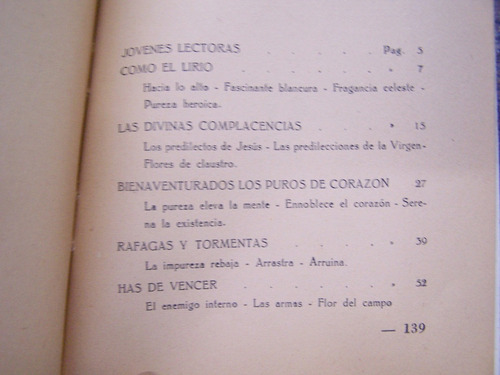 JOVENES LECTORAS . . . . Pag. 5
COMO EL LIRIO . . . . . . » 7
Hacia lo alto - Fascinante blancura - Fragancia celeste -
Pureza heroica.
LAS DIVINAS COMPLACENCIAS . . . » 15
Los predilectos de Jesús - Las predilecciones de la Virgen-
Flores de claustro.
BIENAVENTURADOS LOS PUROS DE CORAZON 27
La pureza eleva la mente - Ennoblece el corazón - Sere-
na la existencia.
RAFAGAS Y TORMENTAS . . . . » 39
La impureza rebaja - Arrastra - Arruina.
HAS DE VENCER . . . . . . » 52
El enemigo interno - Las armas - Flor del campo
— 139